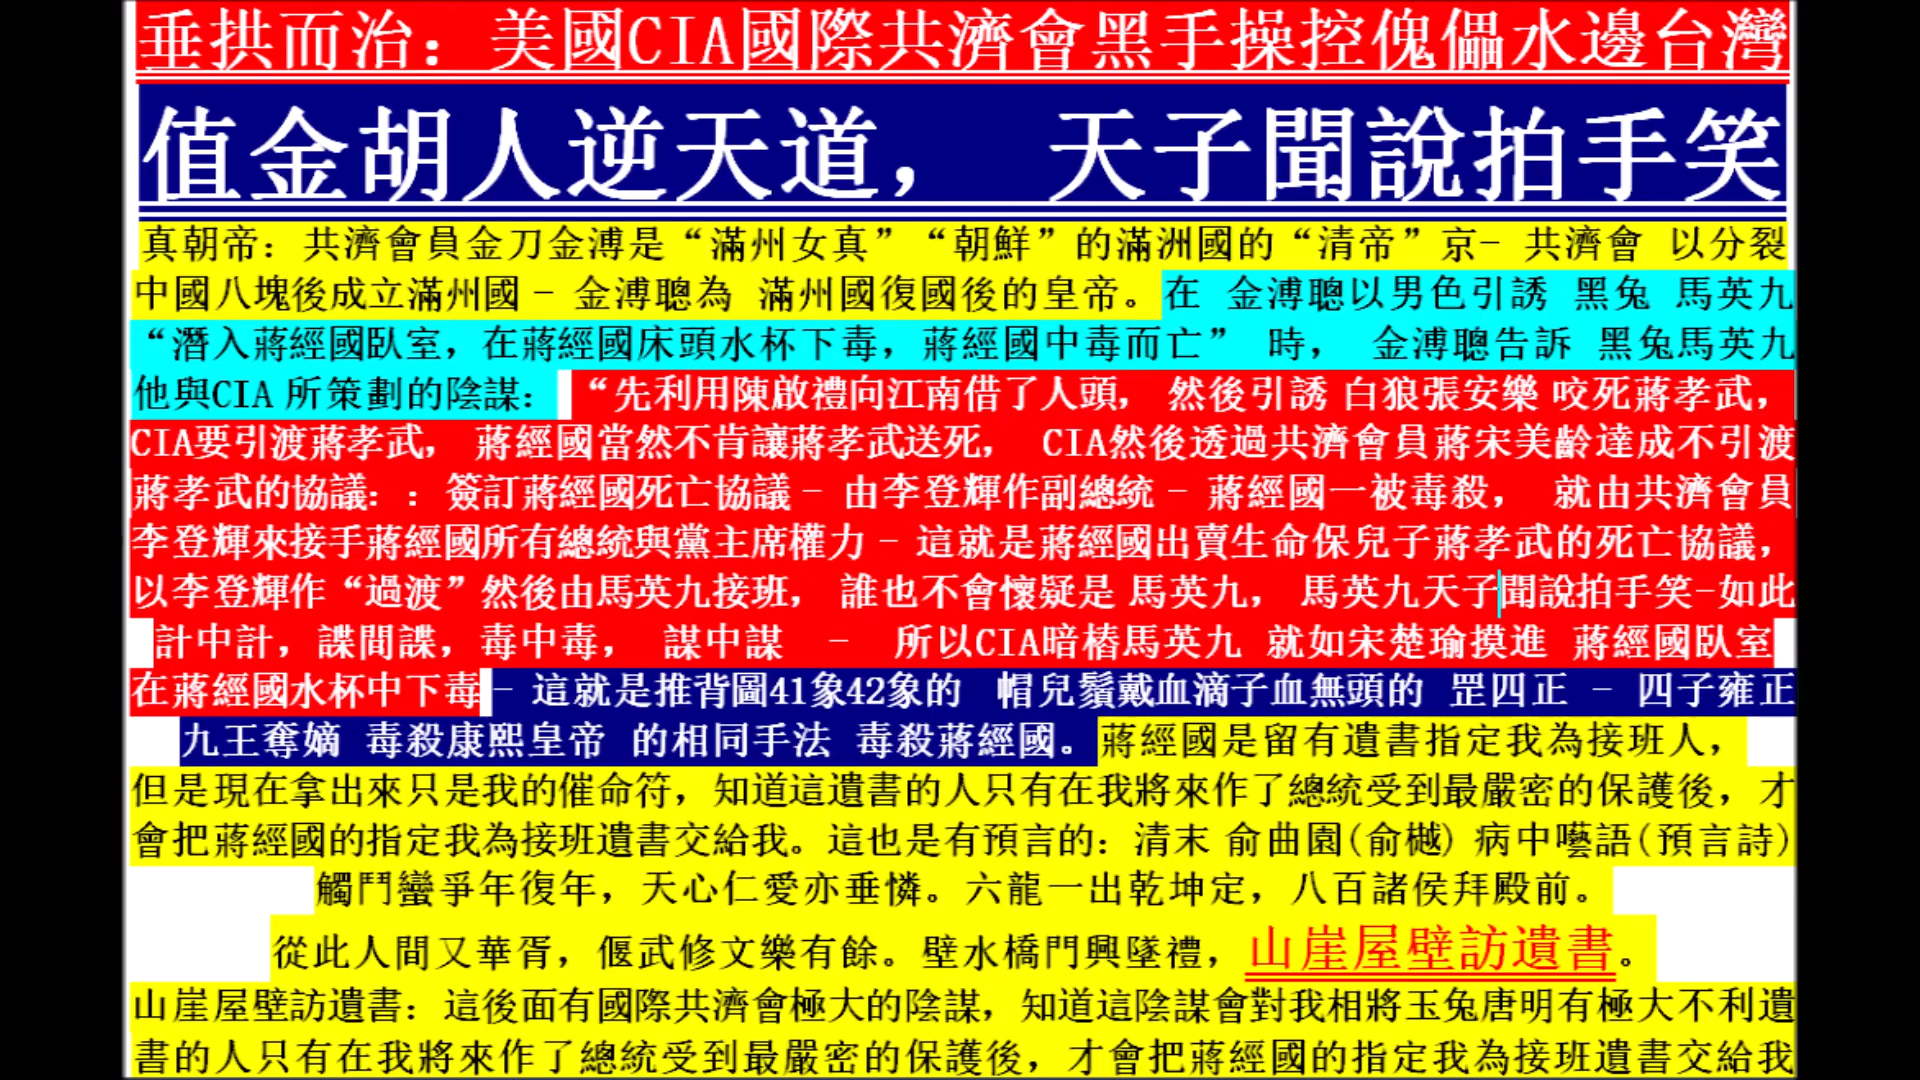 垂拱而治：美國CIA國際共濟會黑手操控傀儡水邊台灣
值金胡人逆天道， 天子聞說拍手笑
真朝帝：共濟會員金刀金溥是“滿州女真”“朝鮮”的滿洲國的“清帝”京- 共濟會 以分裂
中國八塊後成立滿州國－金溥聰為 滿州國復國後的皇帝。在 金溥聰以男色引誘 黑兔 馬英九
“潛入蔣經國臥室，在蔣經國床頭水杯下毒，蔣經國中毒而亡” 時， 金溥聰告訴 黑兔馬英九
他與CIA 所策劃的陰謀： “先利用陳啟禮向江南借了人頭， 然後引誘 白狼張安樂 咬死蔣孝武，
CIA要引渡蔣孝武， 蔣經國當然不肯讓蔣孝武送死， CIA然後透過共濟會員蔣宋美齡達成不引渡
蔣孝武的協議：：簽訂蔣經國死亡協議－由李登輝作副總統－蔣經國一被毒殺， 就由共濟會員
李登輝來接手蔣經國所有總統與黨主席權力－這就是蔣經國出賣生命保兒子蔣孝武的死亡協議，
以李登輝作“過渡”然後由馬英九接班， 誰也不會懷疑是 馬英九， 馬英九天子聞說拍手笑-如此
計中計，諜間諜，毒中毒， 謀中謀 － 所以CIA暗樁馬英九 就如宋楚瑜摸進 蔣經國臥室
在蔣經國水杯中下毒－ 這就是推背圖41象42象的 帽兒鬚戴血滴子血無頭的 罡四正 － 四子雍正
九王奪嫡 毒殺康熙皇帝 的相同手法 毒殺蔣經國。蔣經國是留有遺書指定我為接班人，
但是現在拿出來只是我的催命符，知道這遺書的人只有在我將來作了總統受到最嚴密的保護後，才
會把蔣經國的指定我為接班遺書交給我。這也是有預言的：清末 俞曲園(俞樾) 病中囈語(預言詩)
觸鬥蠻爭年復年，天心仁愛亦垂憐。六龍一出乾坤定，八百諸侯拜殿前。
從此人間又華胥，偃武修文樂有餘。壁水橋門興墜禮，山崖屋壁訪遺書。
山崖屋壁訪遺書：這後面有國際共濟會極大的陰謀，知道這陰謀會對我相將玉兔唐明有極大不利遺
書的人只有在我將來作了總統受到最嚴密的保護後，才會把蔣經國的指定我為接班遺書交給我